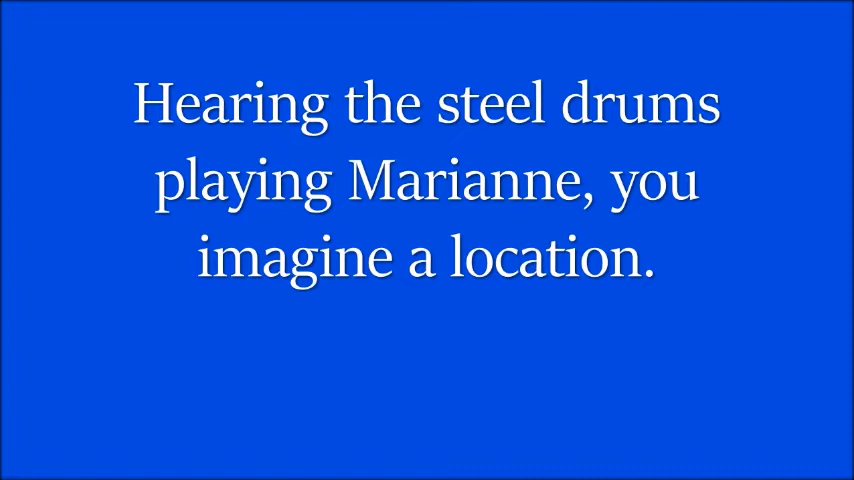 Hearing the steel drums
playing Marianne, you
imagine a location.